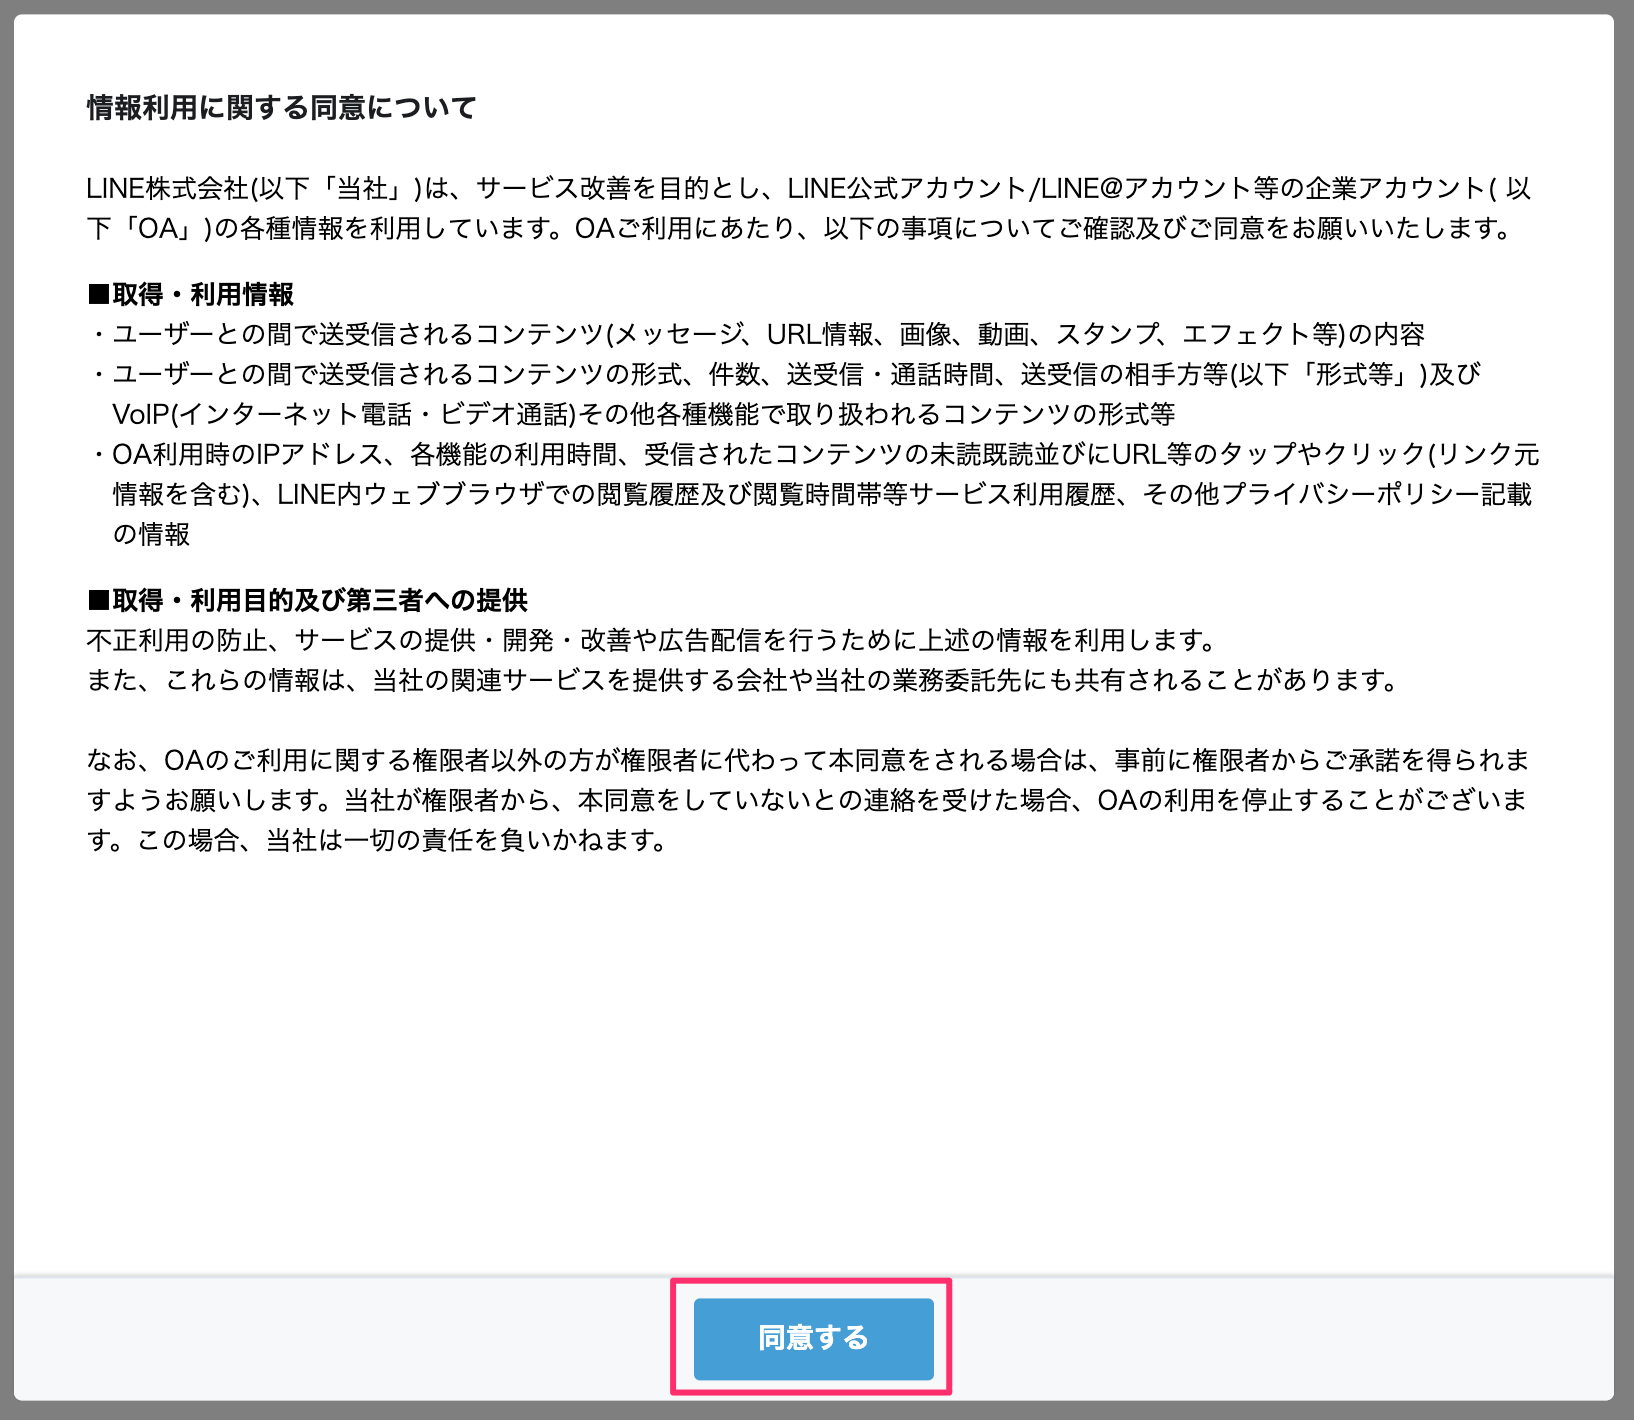 情報利用に関する同意について
LINE株式会社(以下「当社」)は、サービス改善を目的とし、LINE公式アカウント/LINE@アカウント等の企業アカウント( 以
下「OA」)の各種情報を利用しています。OAご利用にあたり、以下の事項についてご確認及びご同意をお願いいたします。
■取得・利用情報
・ユーザーとの間で送受信されるコンテンツ(メッセージ、URL情報、画像、動画、スタンプ、エフェクト等)の内容
・ユーザーとの間で送受信されるコンテンツの形式、件数、送受信・通話時間、送受信の相手方等(以下「形式等」)及び
VoIP(インターネット電話・ビデオ通話)その他各種機能で取り扱われるコンテンツの形式等
・OA利用時のIPアドレス、各機能の利用時間、受信されたコンテンツの未読既読並びにURL等のタップやクリック(リンク元
情報を含む)、LINE内ウェブブラウザでの閲覧履歴及び閲覧時間帯等サービス利用履歴、その他プライバシーポリシー記載
の情報
■取得・利用目的及び第三者への提供
不正利用の防止、サービスの提供・開発・改善や広告配信を行うために上述の情報を利用します。
また、これらの情報は、当社の関連サービスを提供する会社や当社の業務委託先にも共有されることがあります。
なお、OAのご利用に関する権限者以外の方が権限者に代わって本同意をされる場合は、事前に権限者からご承諾を得られま
すようお願いします。当社が権限者から、本同意をしていないとの連絡を受けた場合、OAの利用を停止することがございま
す。この場合、当社は一切の責任を負いかねます。
同意する